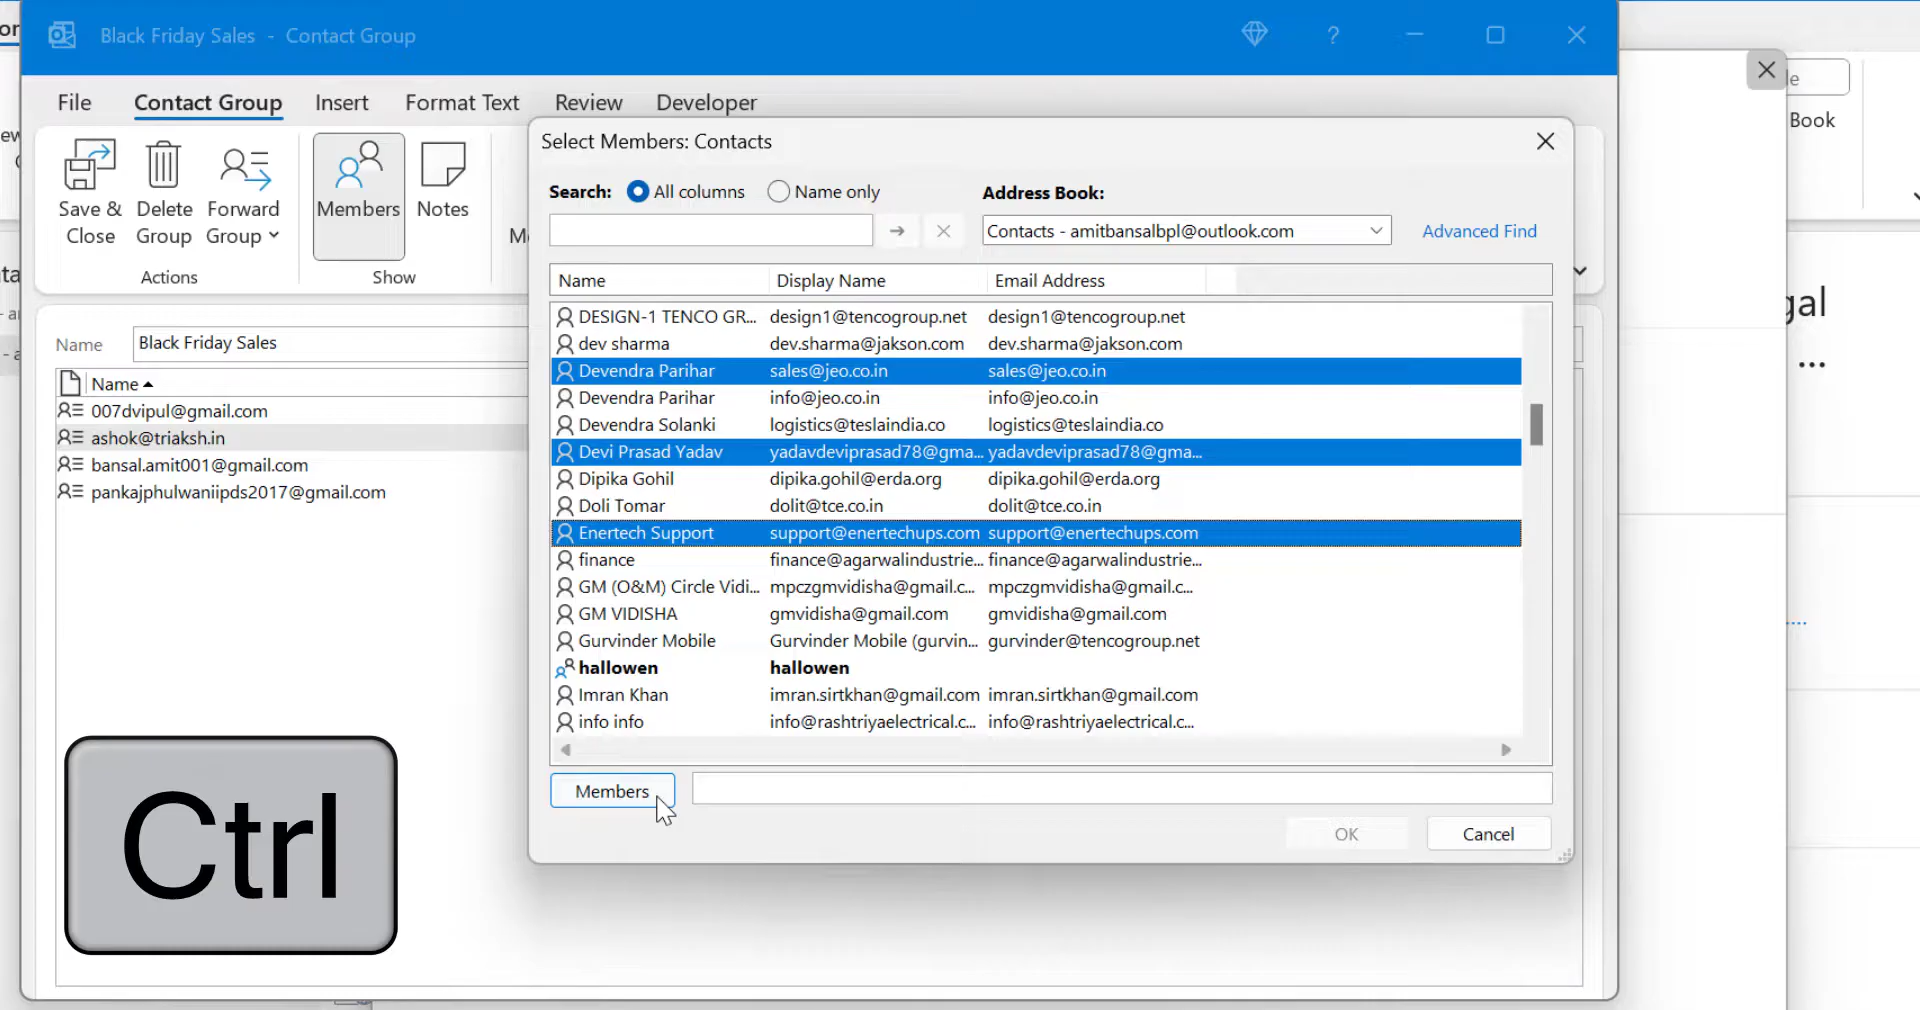 Black Friday Sales - Contact Group
File Contact Group Insert Format Text Review Developer
Save & Close
Delete Group
Forward Group
Members
Notes
Actions
Show
Name
Black Friday Sales
Name
007dvipul@gmail.com
ashok@triaksh.in
bansal.amit001@gmail.com
pankajphulwaniipds2017@gmail.com
Ctrl
Select Members: Contacts
Search: All columns Name only
Address Book:
Contacts - amitbansalbpl@outlook.com
Advanced Find
Name Display Name Email Address
DESIGN-1 TENCO GR... design1@tencogroup.net design1@tencogroup.net
dev sharma dev.sharma@jakson.com dev.sharma@jakson.com
Devendra Parihar sales@jeo.co.in sales@jeo.co.in
Devendra Parihar info@jeo.co.in info@jeo.co.in
Devendra Solanki logistics@teslaindia.co logistics@teslaindia.co
Devi Prasad Yadav yadavdeviprasad78@gma... yadavdeviprasad78@gma...
Dipika Gohil dipika.gohil@erda.org dipika.gohil@erda.org
Doli Tomar dolit@tce.co.in dolit@tce.co.in
Enertech Support support@enertechups.com support@enertechups.com
finance finance@agarwalindustrie... finance@agarwalindustrie...
GM (O&M) Circle Vidi... mpczgmvidisha@gmail.c... mpczgmvidisha@gmail.c...
GM VIDISHA gmvidisha@gmail.com gmvidisha@gmail.com
Gurvinder Mobile Gurvinder Mobile (gurvin... gurvinder@tencogroup.net
hallowen hallowen
Imran Khan imran.sirtkhan@gmail.com imran.sirtkhan@gmail.com
info info info@rashtriyaelectrical.c... info@rashtriyaelectrical.c...
Members
OK Cancel
Book